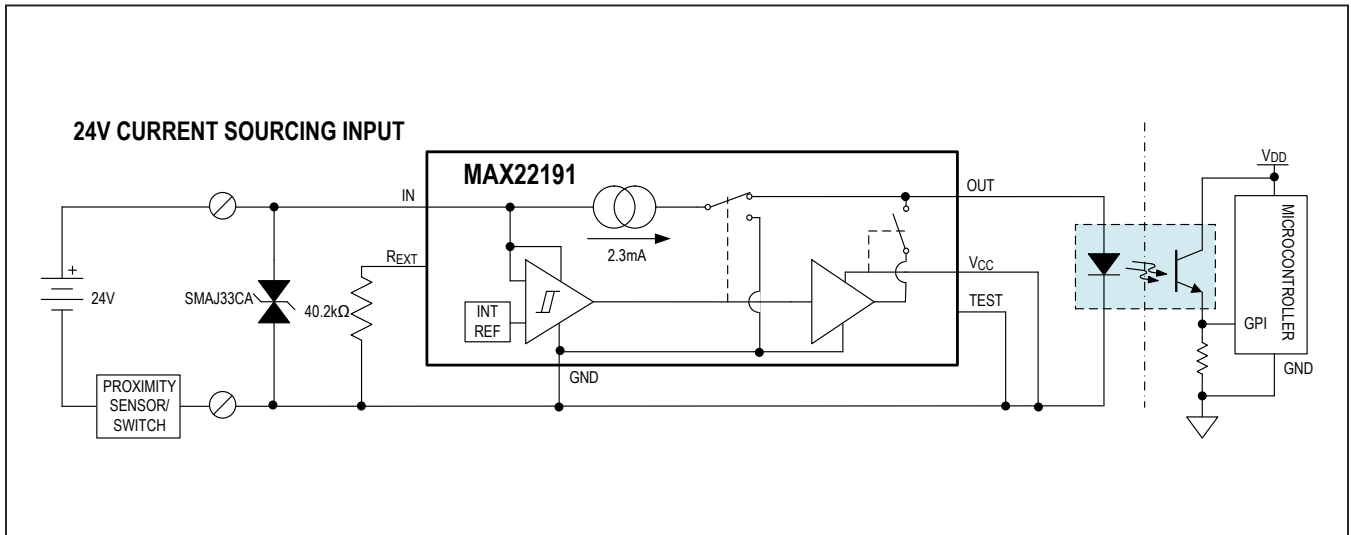 24V CURRENT SOURCING INPUT
MAX22191
IN
OUT
VDD
REXT
2.3mA
VCC
TEST
+
24V
SMAJ33CA
40.2kΩ
INT
REF
GND
PROXIMITY
SENSOR/
SWITCH
GPI
MICROCONTROLLER
GND